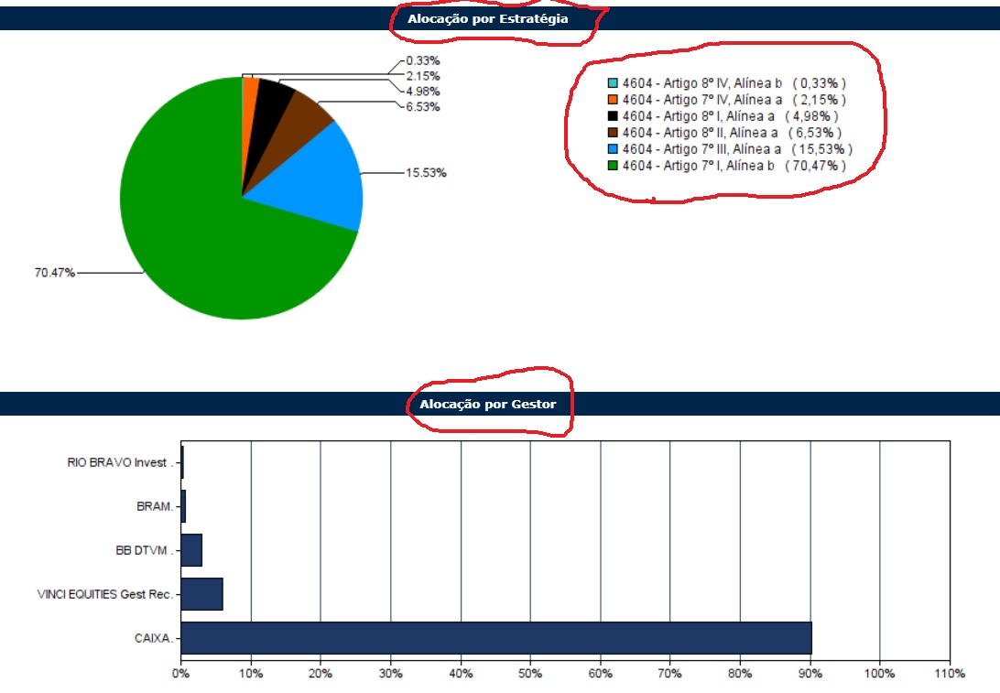 Alocação por Estratégia
0.33%
2.15%
4.98%
6.53%
15.53%
70.47%
4604 - Artigo 8º IV, Alínea b ( 0,33% )
4604 - Artigo 7º IV, Alínea a ( 2,15% )
4604 - Artigo 8º I, Alínea a ( 4,98% )
4604 - Artigo 8º II, Alínea a ( 6,53% )
4604 - Artigo 7º III, Alínea a ( 15,53% )
4604 - Artigo 7º I, Alínea b ( 70,47% )
Alocação por Gestor
RIO BRAVO Invest .
BRAM.
BB DTVM .
VINCI EQUITIES Gest Rec.
CAIXA.
0% 10% 20% 30% 40% 50% 60% 70% 80% 90% 100% 110%